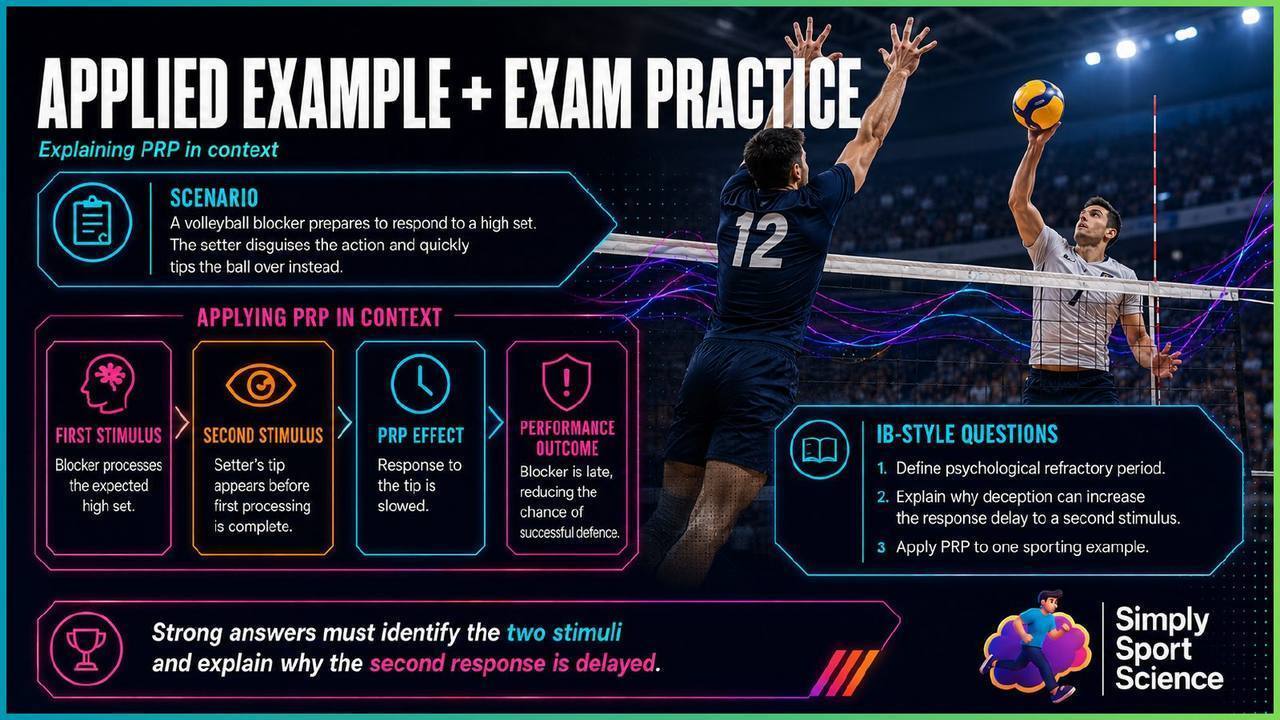 APPLIED EXAMPLE + EXAM PRACTICE
Explaining PRP in context
SCENARIO
A volleyball blocker prepares to respond to a high set.
The setter disguises the action and quickly
tips the ball over instead.
APPLYING PRP IN CONTEXT
FIRST STIMULUS
Blocker processes
the expected
high set.
SECOND STIMULUS
Setter's tip
appears before
first processing
is complete.
PRP EFFECT
Response to
the tip is
slowed.
PERFORMANCE
OUTCOME
Blocker is late,
reducing the
chance of
successful defence.
12
7
IB-STYLE QUESTIONS
1. Define psychological refractory period.
2. Explain why deception can increase
the response delay to a second stimulus.
3 Apply PRP to one sporting example.
Strong answers must identify the two stimuli
and explain why the second response is delayed.
Simply
Sport
Science